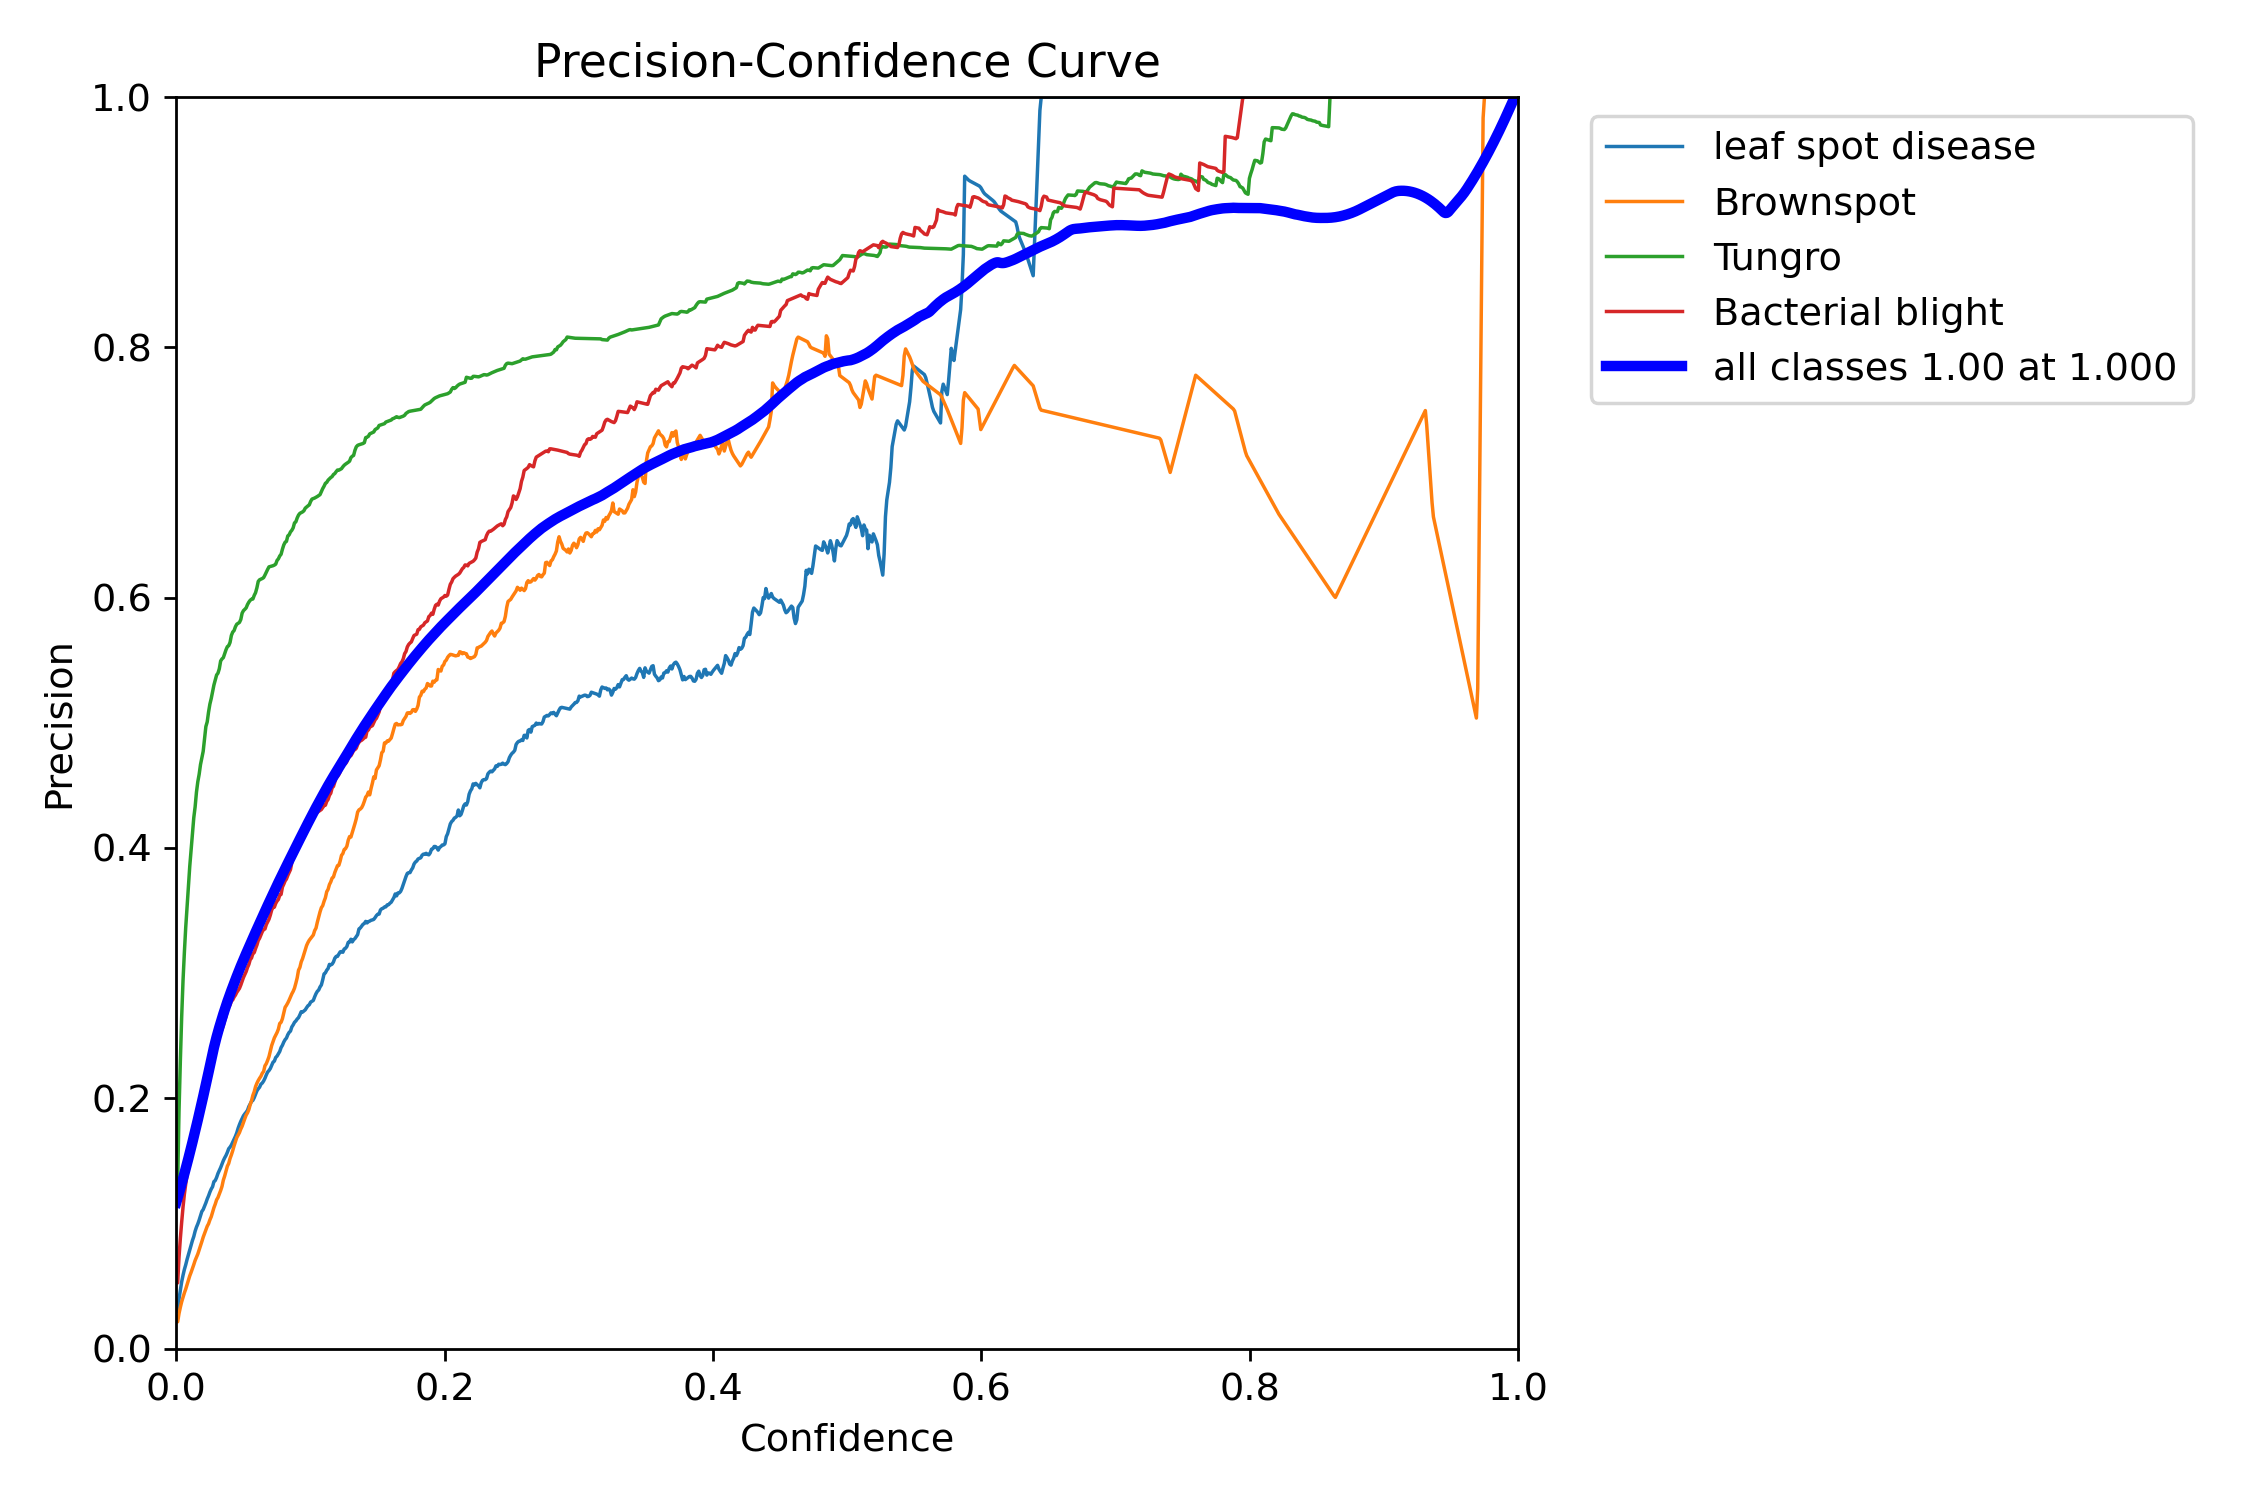 Precision-Confidence Curve
1.0
0.8
0.6
0.4
0.2
0.0
Precision
0.0 0.2 0.4 0.6 0.8 1.0
Confidence
leaf spot disease
Brownspot
Tungro
Bacterial blight
all classes 1.00 at 1.000